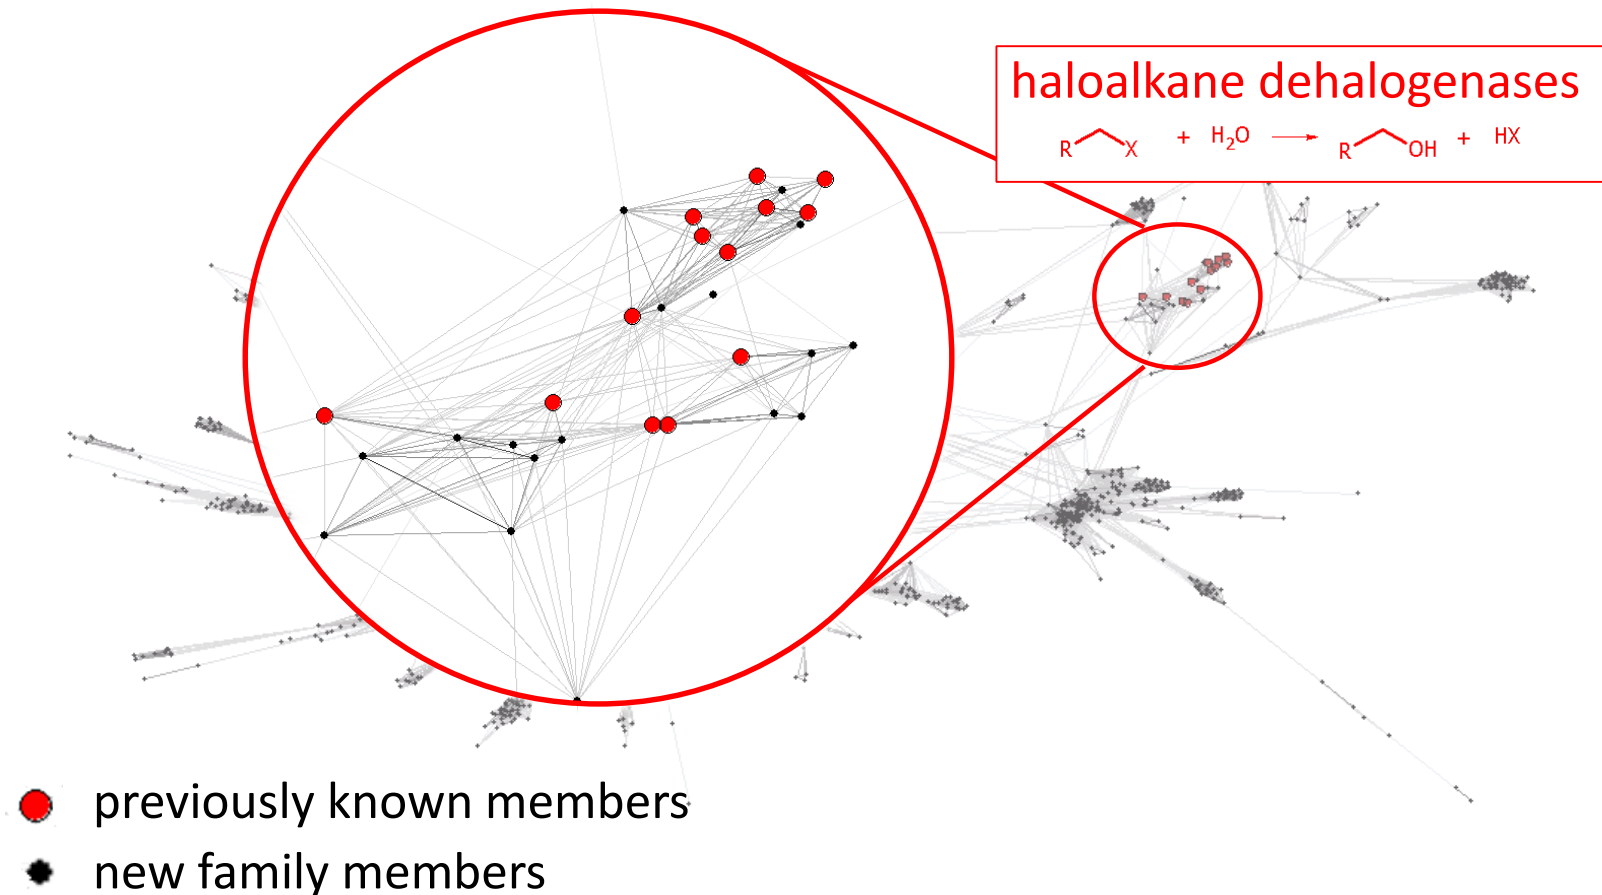 haloalkane dehalogenases
R X + H₂O → R OH + HX
previously known members
new family members